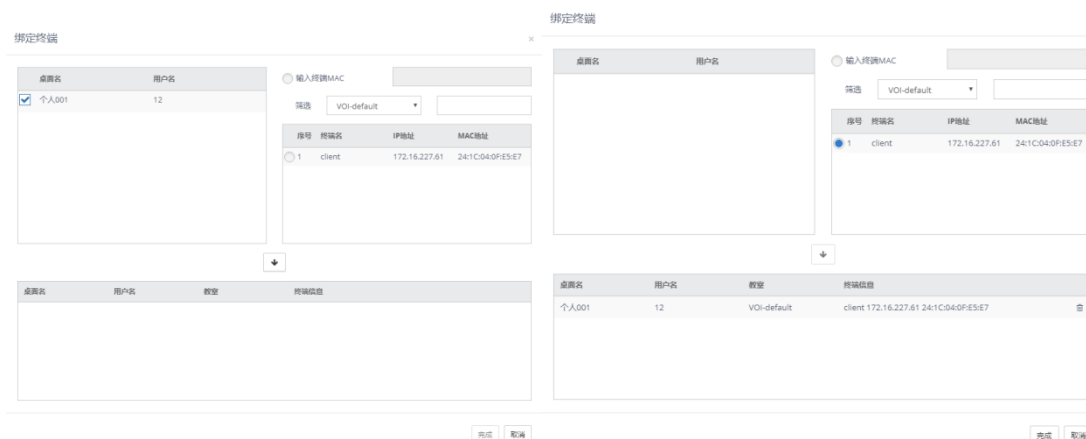 绑定终端
×
桌面名 用户名
个人001 12
输入终端MAC
筛选 VOI-default
序号 终端名 IP地址 MAC地址
1 client 172.16.227.61 24:1C:04:0F:E5:E7
桌面名 用户名 教室 终端信息
完成 取消
绑定终端
桌面名 用户名
输入终端MAC
筛选 VOI-default
序号 终端名 IP地址 MAC地址
1 client 172.16.227.61 24:1C:04:0F:E5:E7
桌面名 用户名 教室 终端信息
个人001 12 VOI-default client 172.16.227.61 24:1C:04:0F:E5:E7
完成 取消